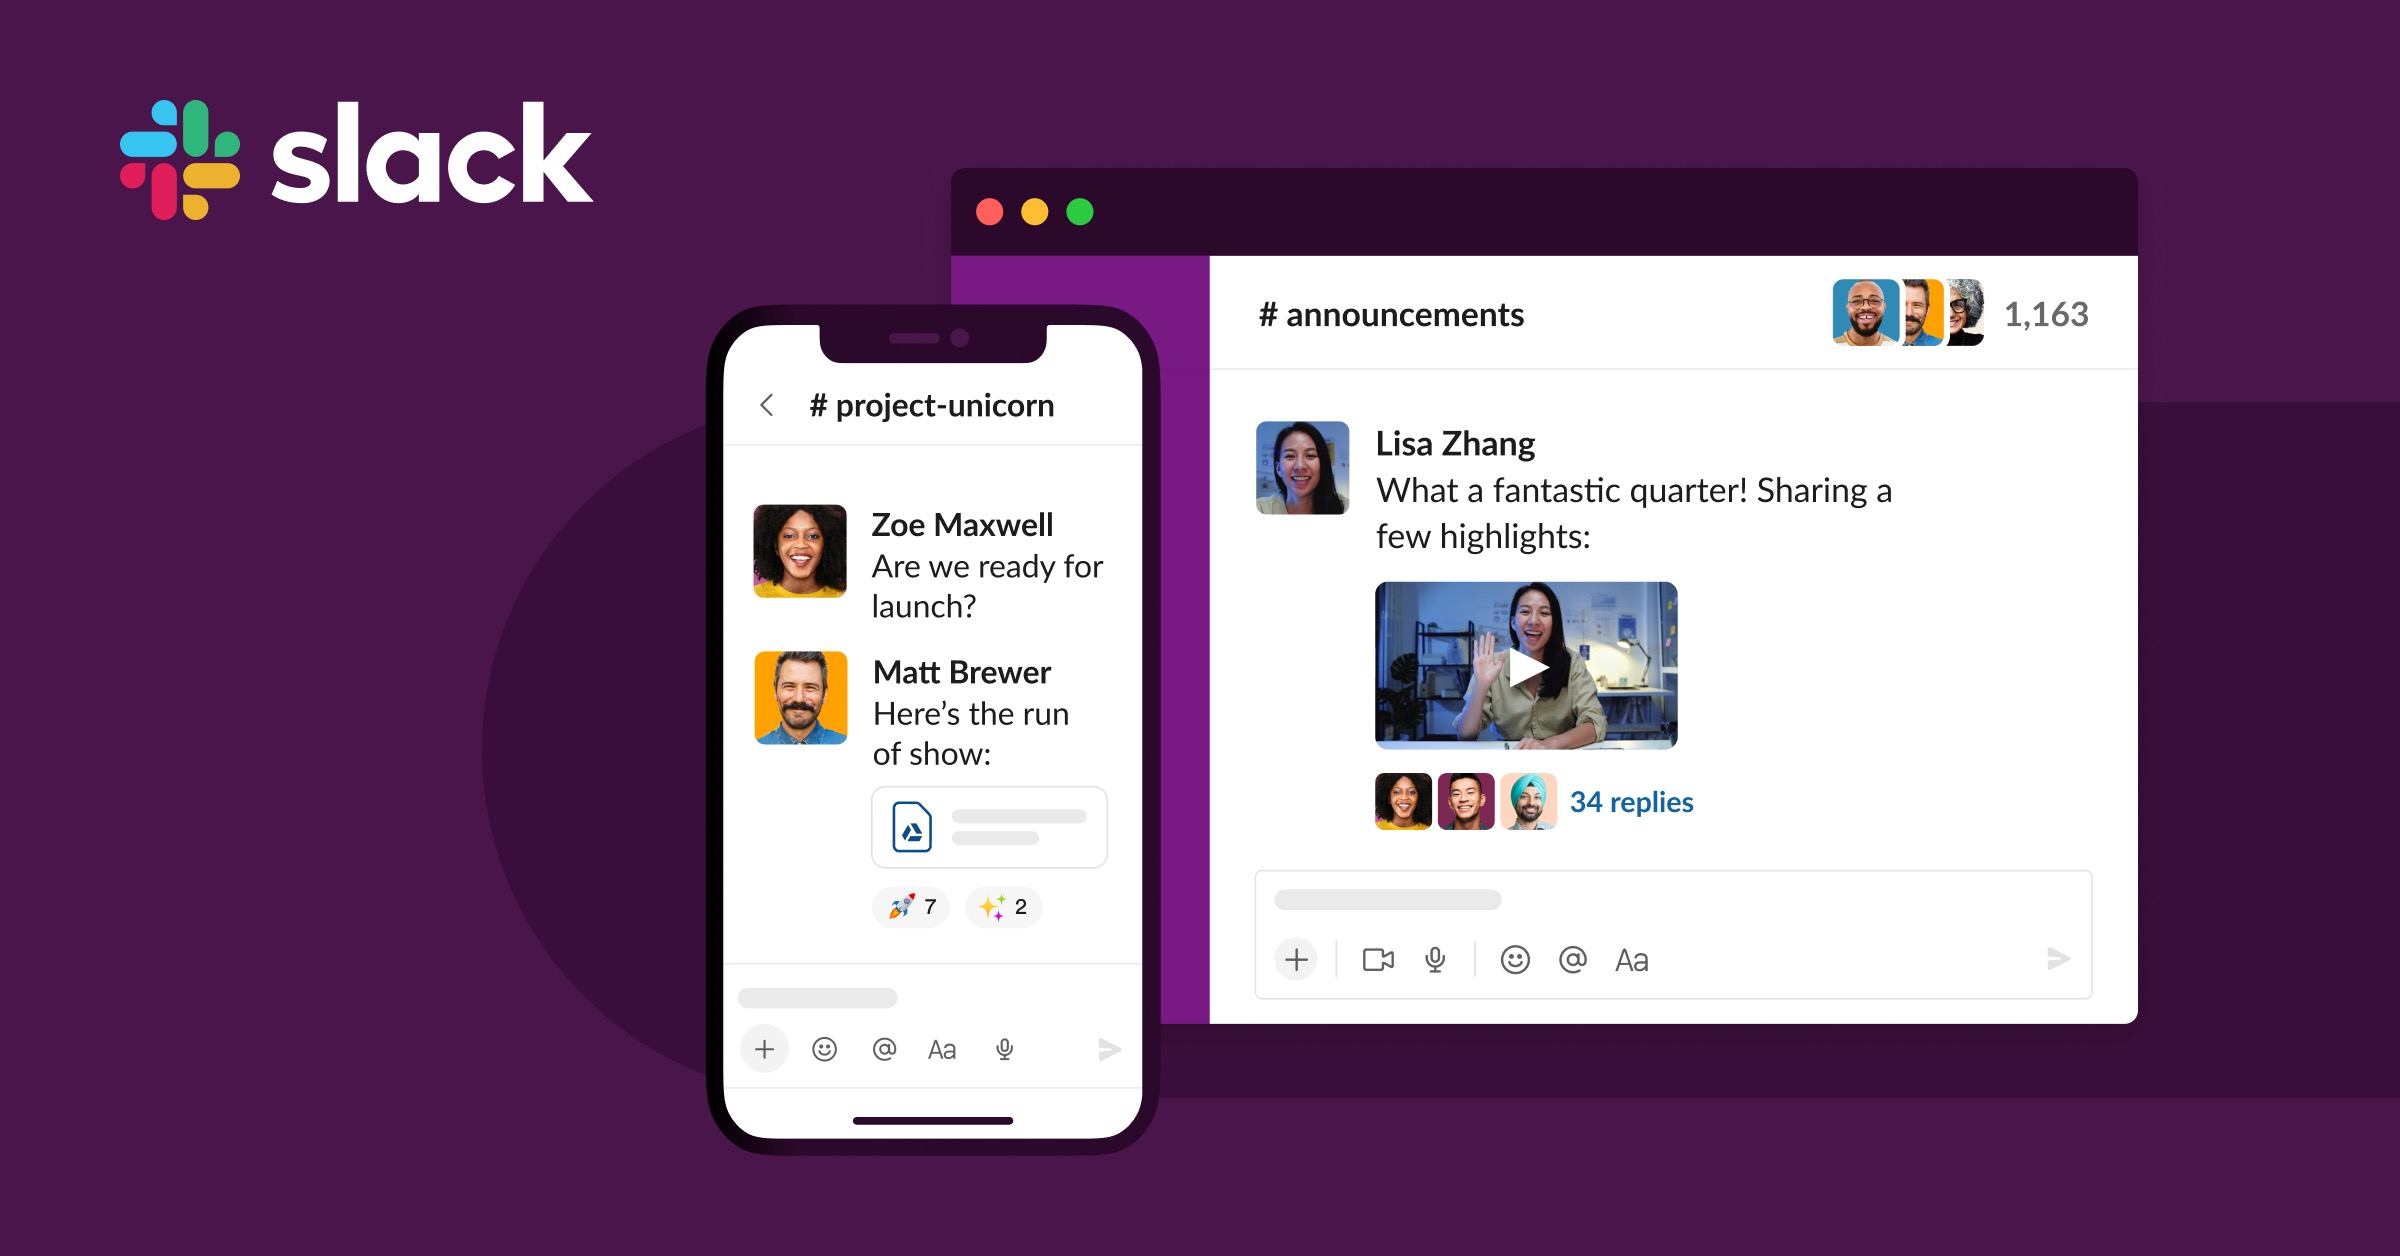 slack
# announcements
1,163
Lisa Zhang
What a fantastic quarter! Sharing a
few highlights:
34 replies
Aa
# project-unicorn
Zoe Maxwell
Are we ready for
launch?
Matt Brewer
Here’s the run
of show:
7 2
@ Aa